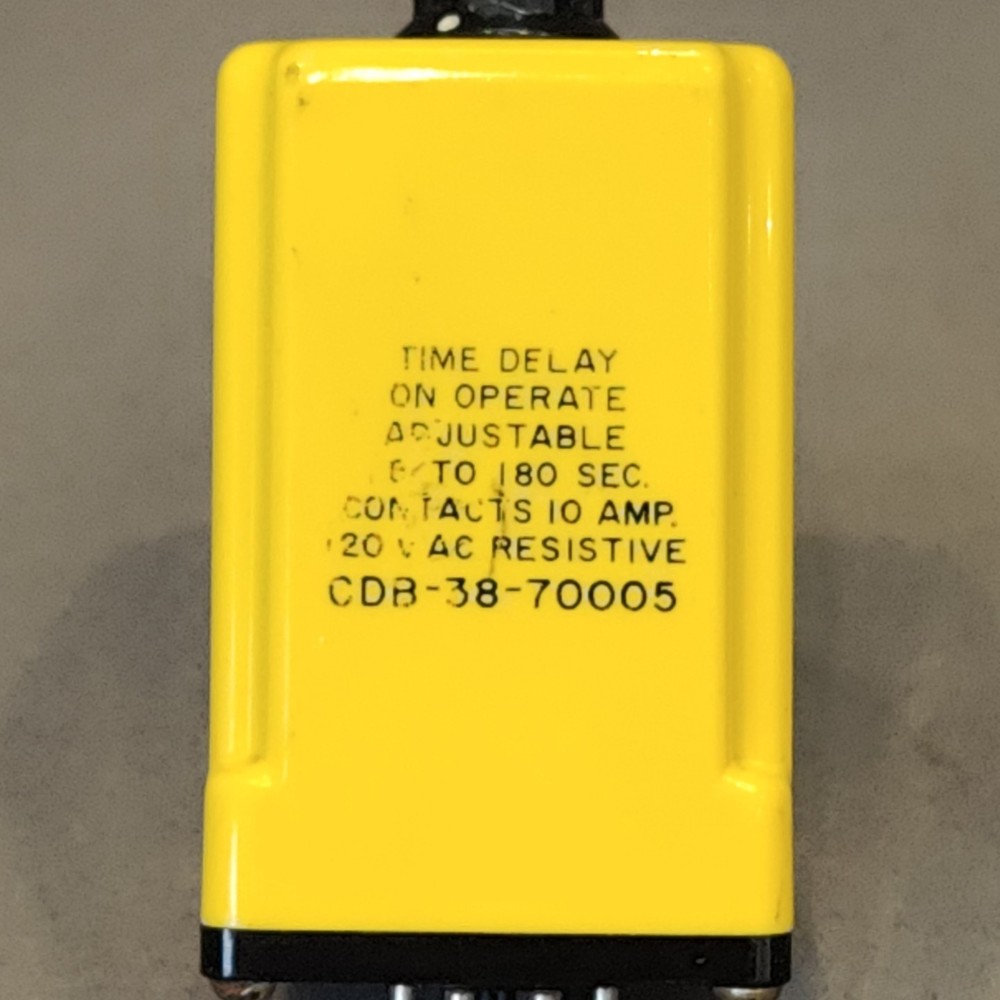 TIME DELAY
ON OPERATE
ADJUSTABLE
TO 180 SEC.
CONTACTS 10 AMP.
120 V AC RESISTIVE
CDB-38-70005